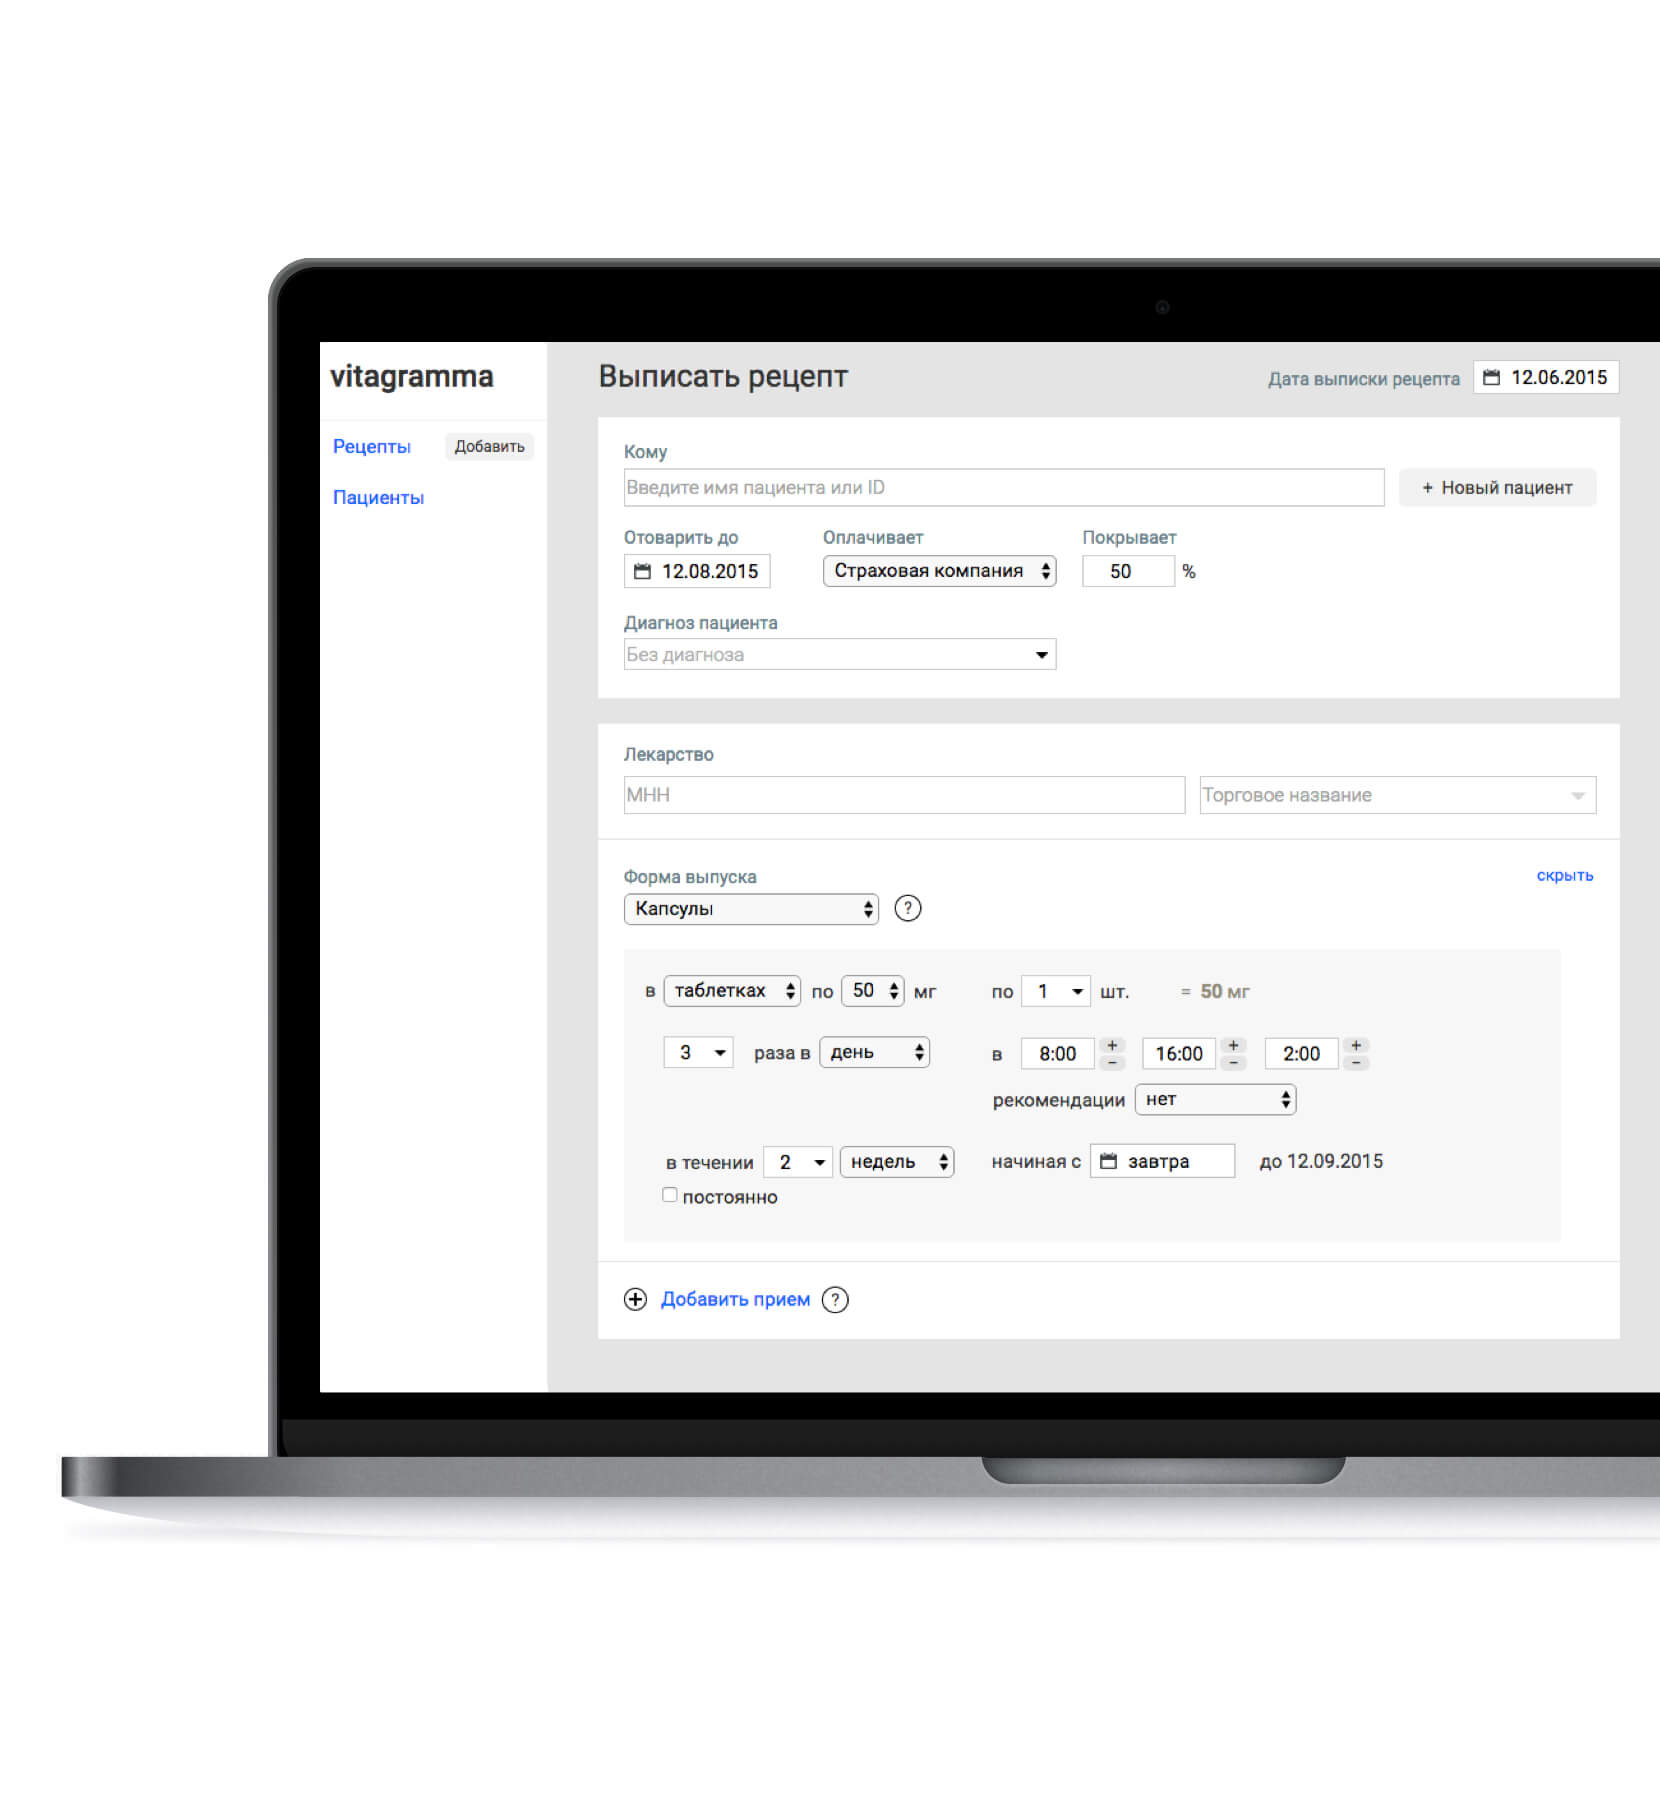 vitagramma
Рецепты Добавить
Пациенты
Выписать рецепт
Дата выписки рецепта 12.06.2015
Кому
Введите имя пациента или ID + Новый пациент
Отоварить до Оплачивает Покрывает
12.08.2015 Страховая компания 50 %
Диагноз пациента
Без диагноза
Лекарство
МНН Торговое название
Форма выпуска скрыть
Капсулы ?
в таблетках по 50 мг по 1 шт. = 50 мг
3 раза в день в 8:00 + − 16:00 + − 2:00 + −
рекомендации нет
в течении 2 недель начиная с завтра до 12.09.2015
постоянно
Добавить прием ?